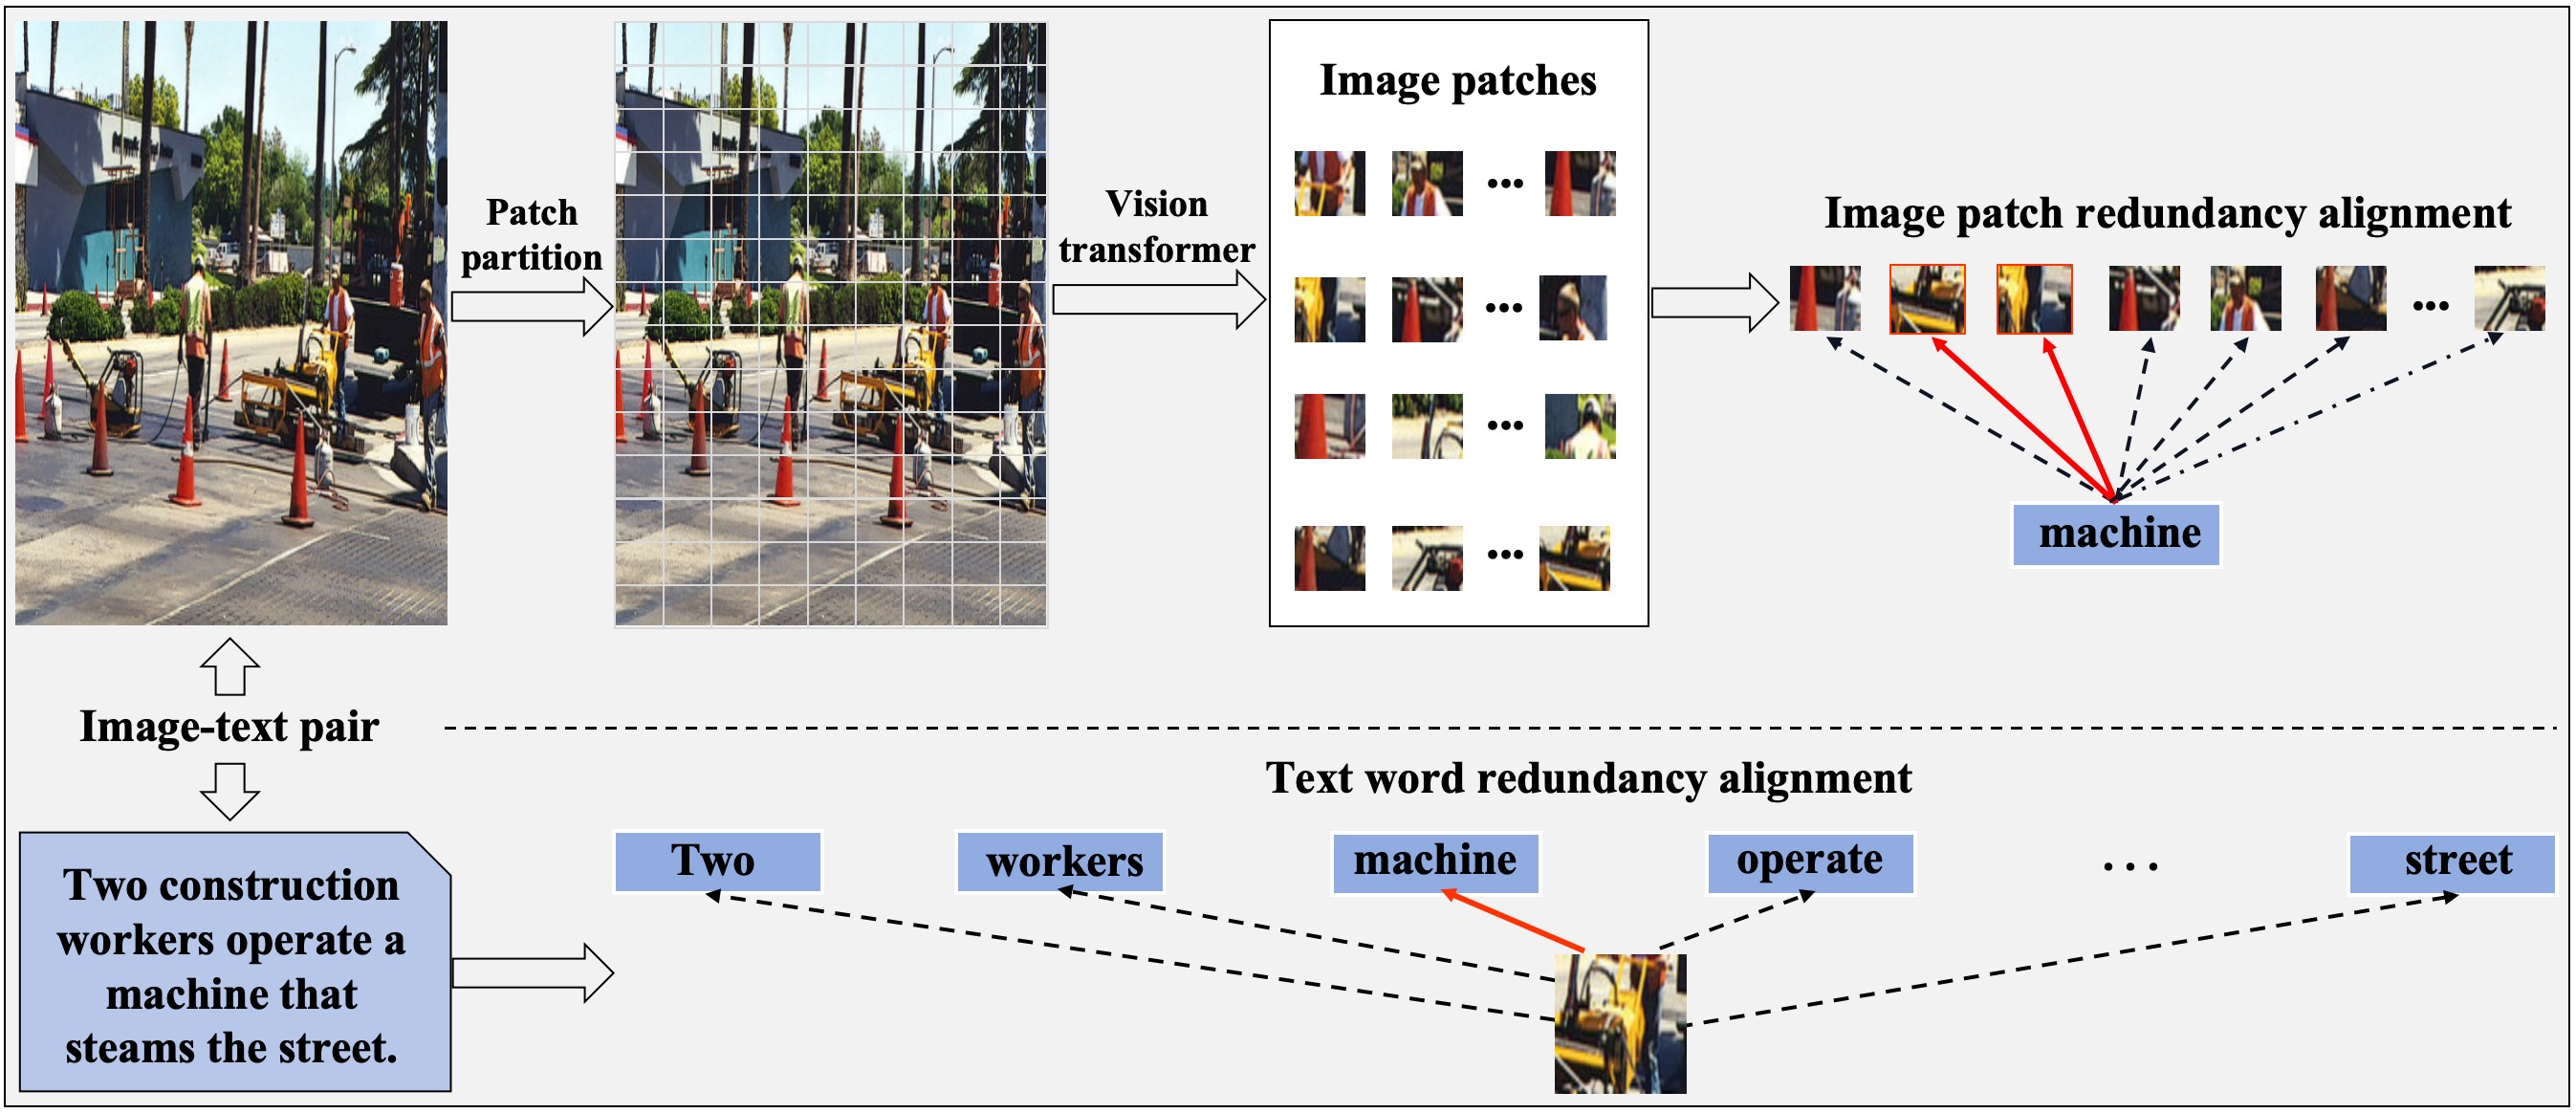 Patch
partition
Vision
transformer
Image patches
Image patch redundancy alignment
machine
Image-text pair
Two construction
workers operate a
machine that
steams the street.
Text word redundancy alignment
Two
workers
machine
operate
...
street